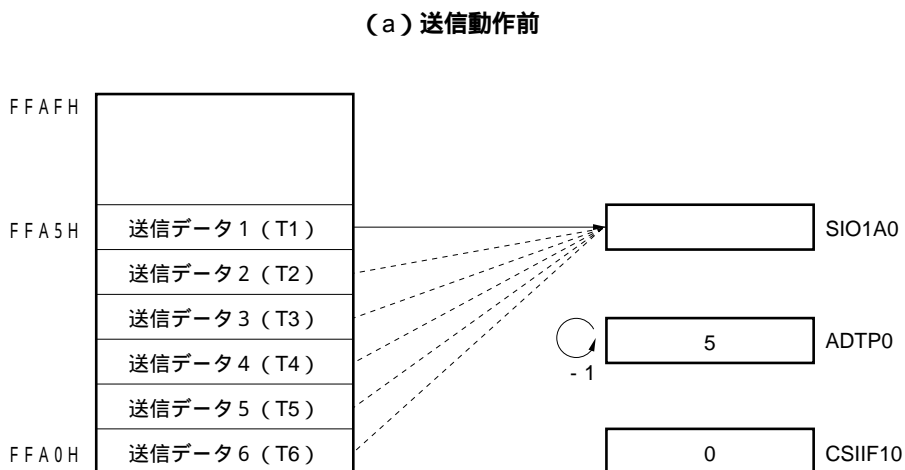 （a）送信動作前
FFAFH
FFA5H 送信データ1（T1） SIO1A0
送信データ2（T2）
送信データ3（T3） 5 ADTP0
- 1
送信データ4（T4）
送信データ5（T5）
FFA0H 送信データ6（T6） 0 CSIIF10